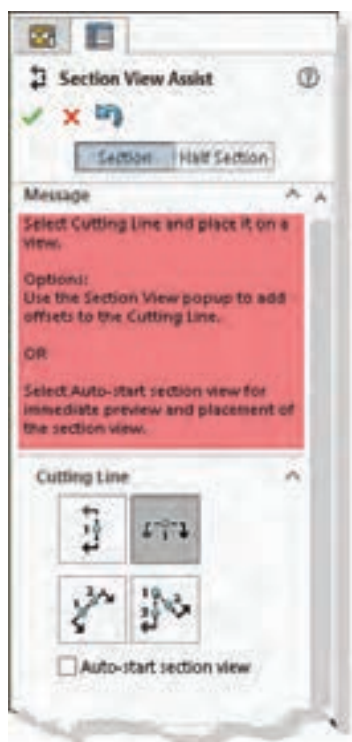 Section View Assist
Section Half Section
Message
Select Cutting Line and place it on a
view.
Options:
Use the Section View popup to add
offsets to the Cutting Line.
OR
Select Auto-start section view for
immediate preview and placement of
the section view.
Cutting Line
Auto-start section view